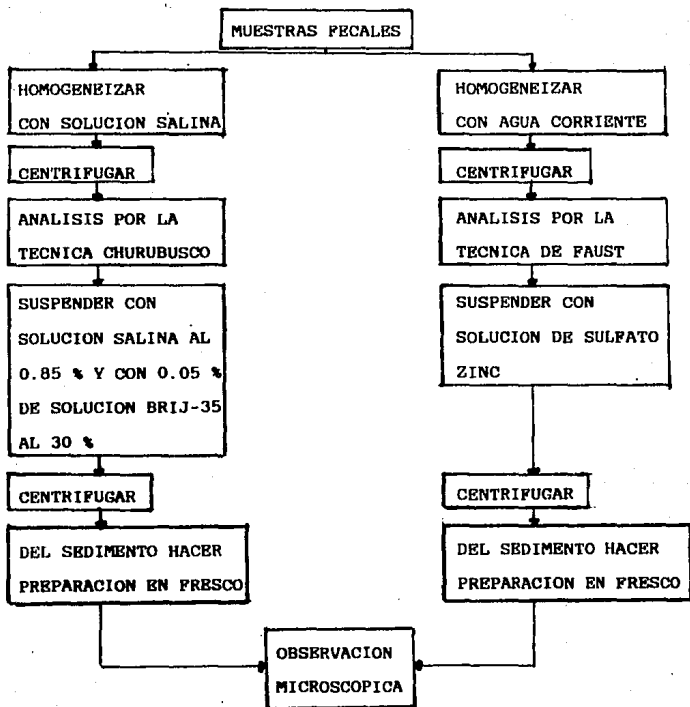 MUESTRAS FECALES
HOMOGENEIZAR
CON SOLUCION SALINA
CENTRIFUGAR
ANALISIS POR LA
TECNICA CHURUBUSCO
SUSPENDER CON
SOLUCION SALINA AL
0.85 % Y CON 0.05 %
DE SOLUCION BRIJ-35
AL 30 %
CENTRIFUGAR
DEL SEDIMENTO HACER
PREPARACION EN FRESCO
HOMOGENEIZAR
CON AGUA CORRIENTE
CENTRIFUGAR
ANALISIS POR LA
TECNICA DE FAUST
SUSPENDER CON
SOLUCION DE SULFATO
ZINC
CENTRIFUGAR
DEL SEDIMENTO HACER
PREPARACION EN FRESCO
OBSERVACION
MICROSCOPICA